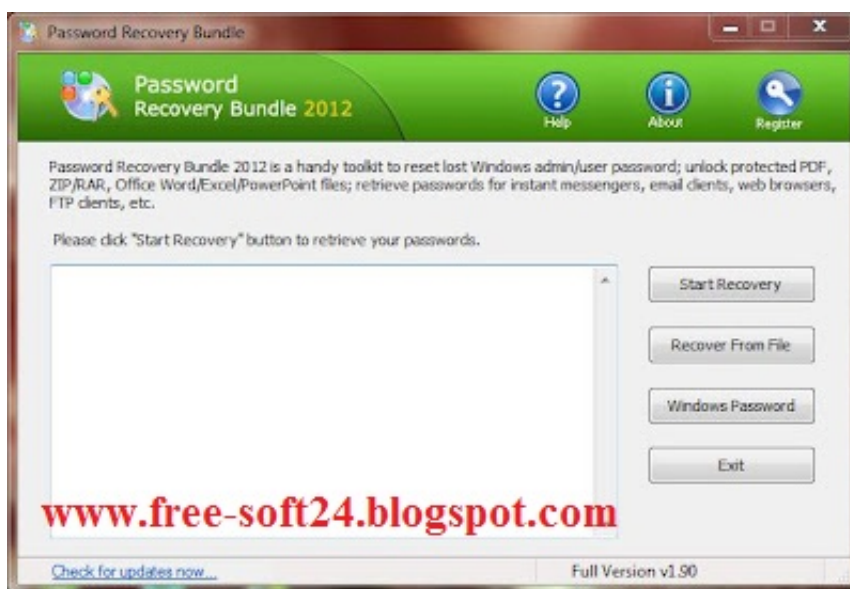 Password Recovery Bundle
Password
Recovery Bundle 2012
Help
About
Register
Password Recovery Bundle 2012 is a handy toolkit to reset lost Windows admin/user password; unlock protected PDF,
ZIP/RAR, Office Word/Excel/PowerPoint files; retrieve passwords for instant messengers, email clients, web browsers,
FTP clients, etc.
Please click "Start Recovery" button to retrieve your passwords.
Start Recovery
Recover From File
Windows Password
Exit
www.free-soft24.blogspot.com
Check for updates now...
Full Version v1.90